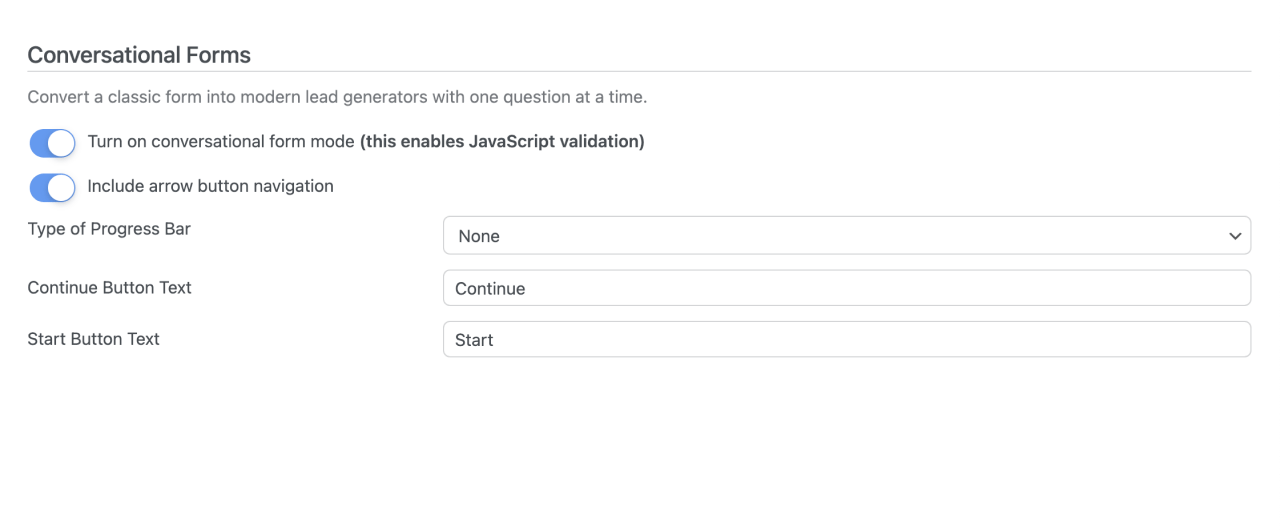 Conversational Forms
Convert a classic form into modern lead generators with one question at a time.
Turn on conversational form mode (this enables JavaScript validation)
Include arrow button navigation
Type of Progress Bar
None
Continue Button Text
Continue
Start Button Text
Start